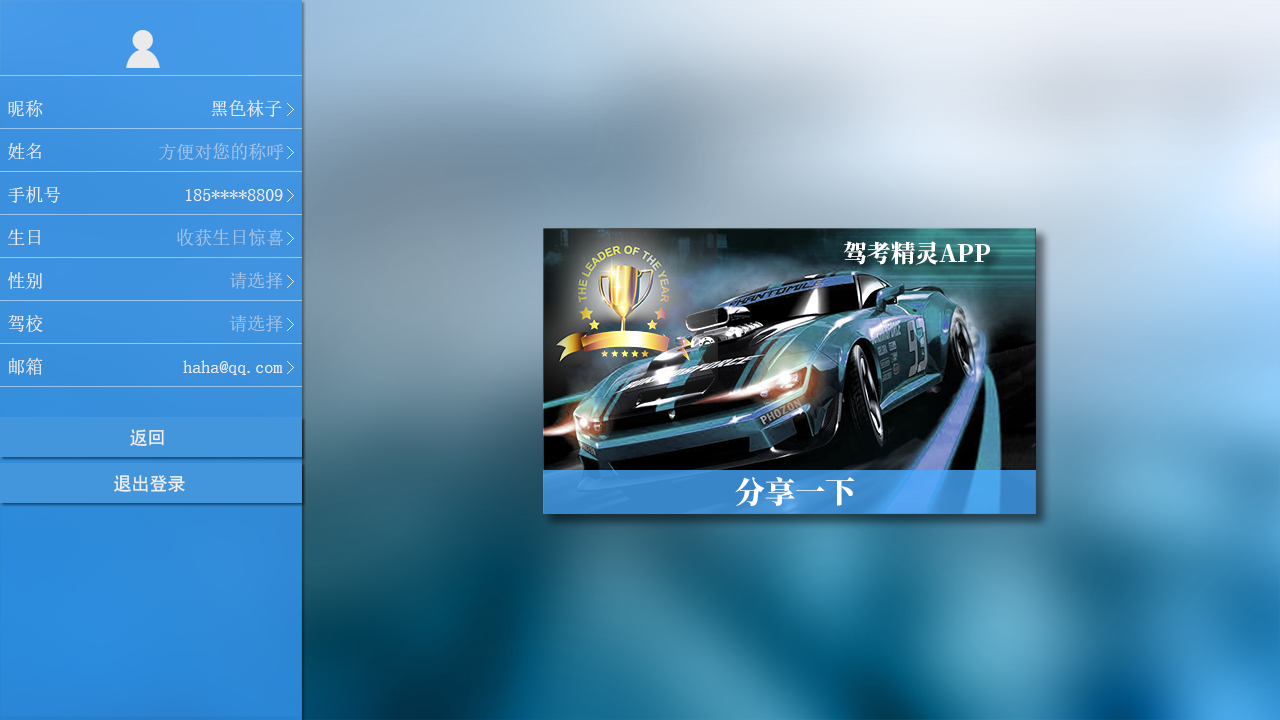 昵称 黑色袜子
姓名 方便对您的称呼
手机号 185****8809
生日 收获生日惊喜
性别 请选择
驾校 请选择
邮箱 haha@qq.com
返回
退出登录
驾考精灵APP
THE LEADER OF THE YEAR
PHANTOMILE
95
PHOZON
分享一下